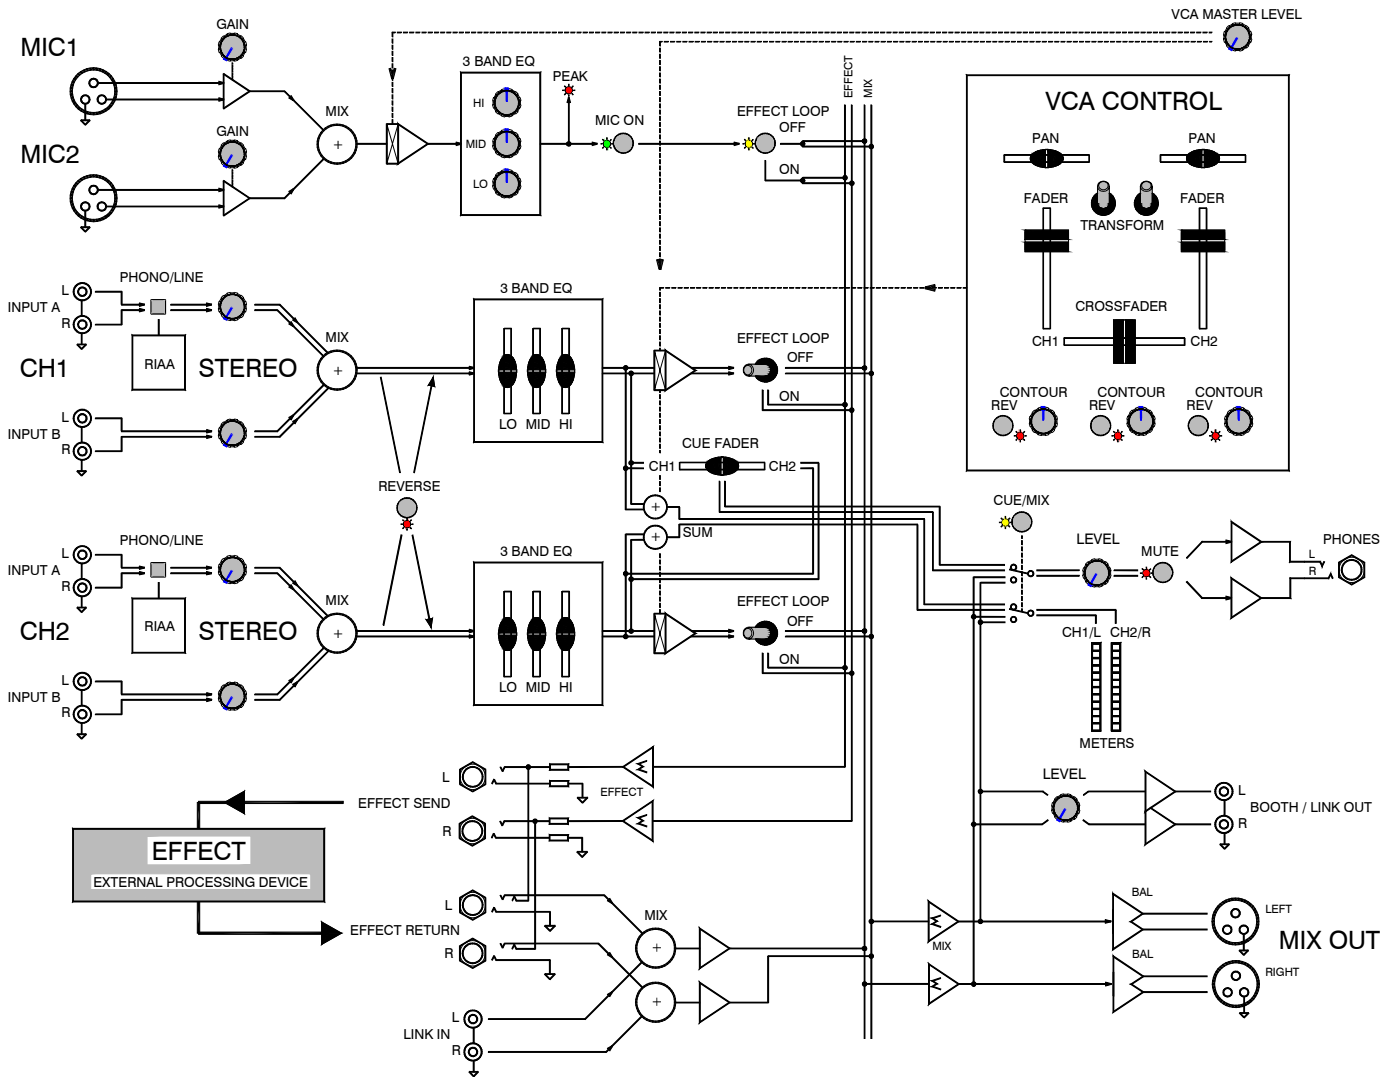 VCA MASTER LEVEL
GAIN
MIC1
3 BAND EQ
PEAK
EFFECT
MIX
VCA CONTROL
HI
MIX
MIC ON
EFFECT LOOP
OFF
GAIN
MIC2
MID
LO
ON
PAN
PAN
FADER
FADER
TRANSFORM
PHONO/LINE
L
INPUT A
R
3 BAND EQ
CROSSFADER
MIX
EFFECT LOOP
OFF
CH1
CH2
CH1
RIAA
STEREO
ON
CONTOUR
CONTOUR
CONTOUR
REV
REV
REV
L
INPUT B
R
LO MID HI
CUE FADER
CH1
CH2
REVERSE
CUE/MIX
+
+
SUM
PHONO/LINE
L
INPUT A
R
3 BAND EQ
LEVEL
MUTE
PHONES
L
R
MIX
EFFECT LOOP
OFF
CH2
RIAA
STEREO
CH1/L CH2/R
ON
L
INPUT B
R
LO MID HI
METERS
L
EFFECT
LEVEL
EFFECT SEND
L
BOOTH / LINK OUT
R
R
EFFECT
EXTERNAL PROCESSING DEVICE
L
EFFECT RETURN
R
MIX
+
+
MIX
BAL
LEFT
MIX OUT
BAL
RIGHT
L
LINK IN
R
+
+
+